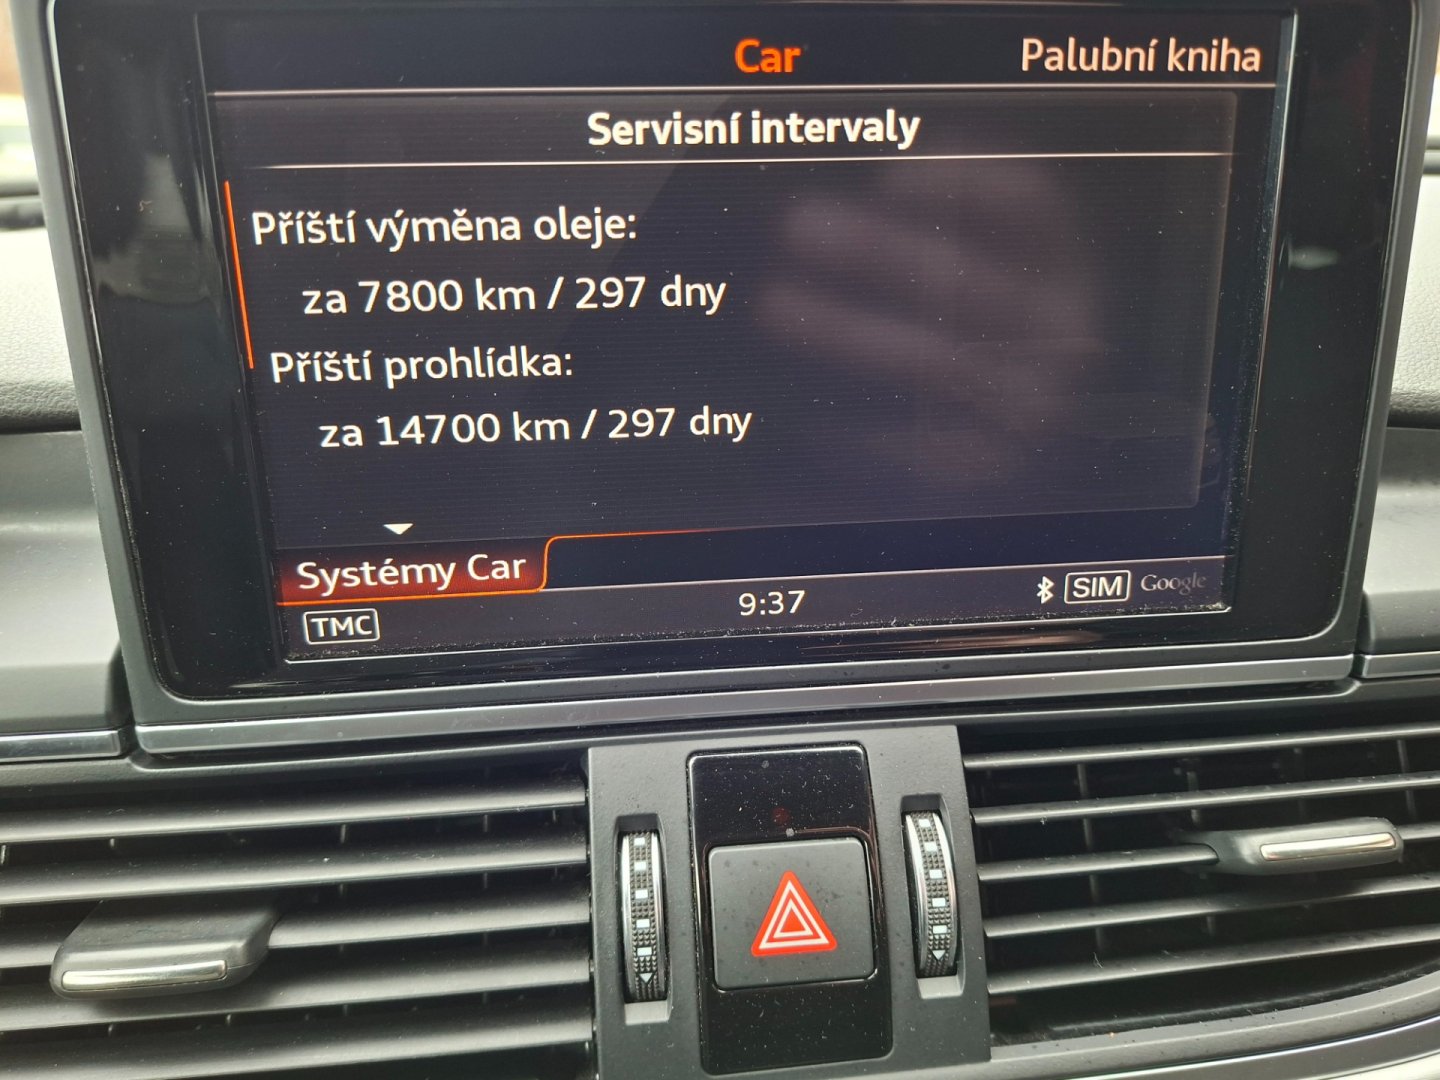 Car
Palubní kniha
Servisní intervaly
Příští výměna oleje:
za 7800 km / 297 dny
Příští prohlídka:
za 14700 km / 297 dny
Systémy Car
TMC
9:37
SIM
Google